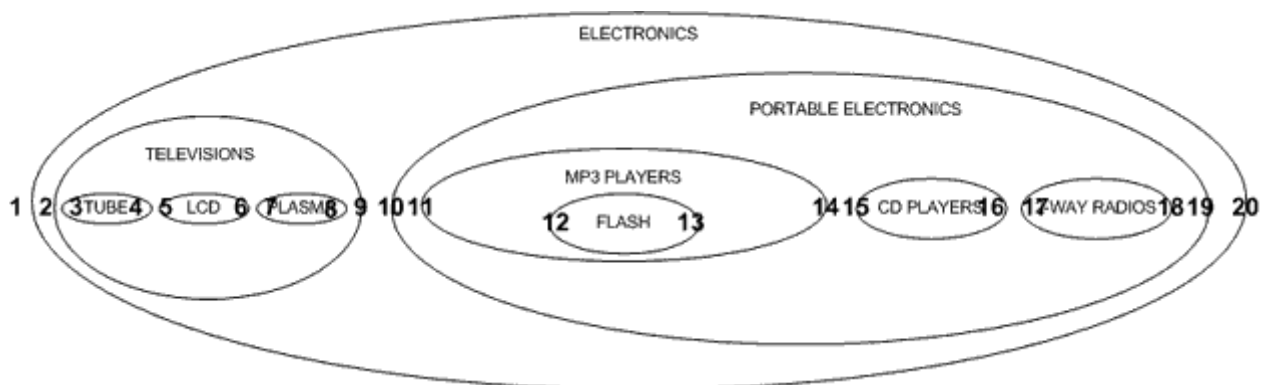 ELECTRONICS
PORTABLE ELECTRONICS
TELEVISIONS
MP3 PLAYERS
1 2 3 TUBE 4 5 LCD 6 7 PLASMA 8 9 10 11 12 FLASH 13 14 15 CD PLAYERS 16 17 2-WAY RADIOS 18 19 20